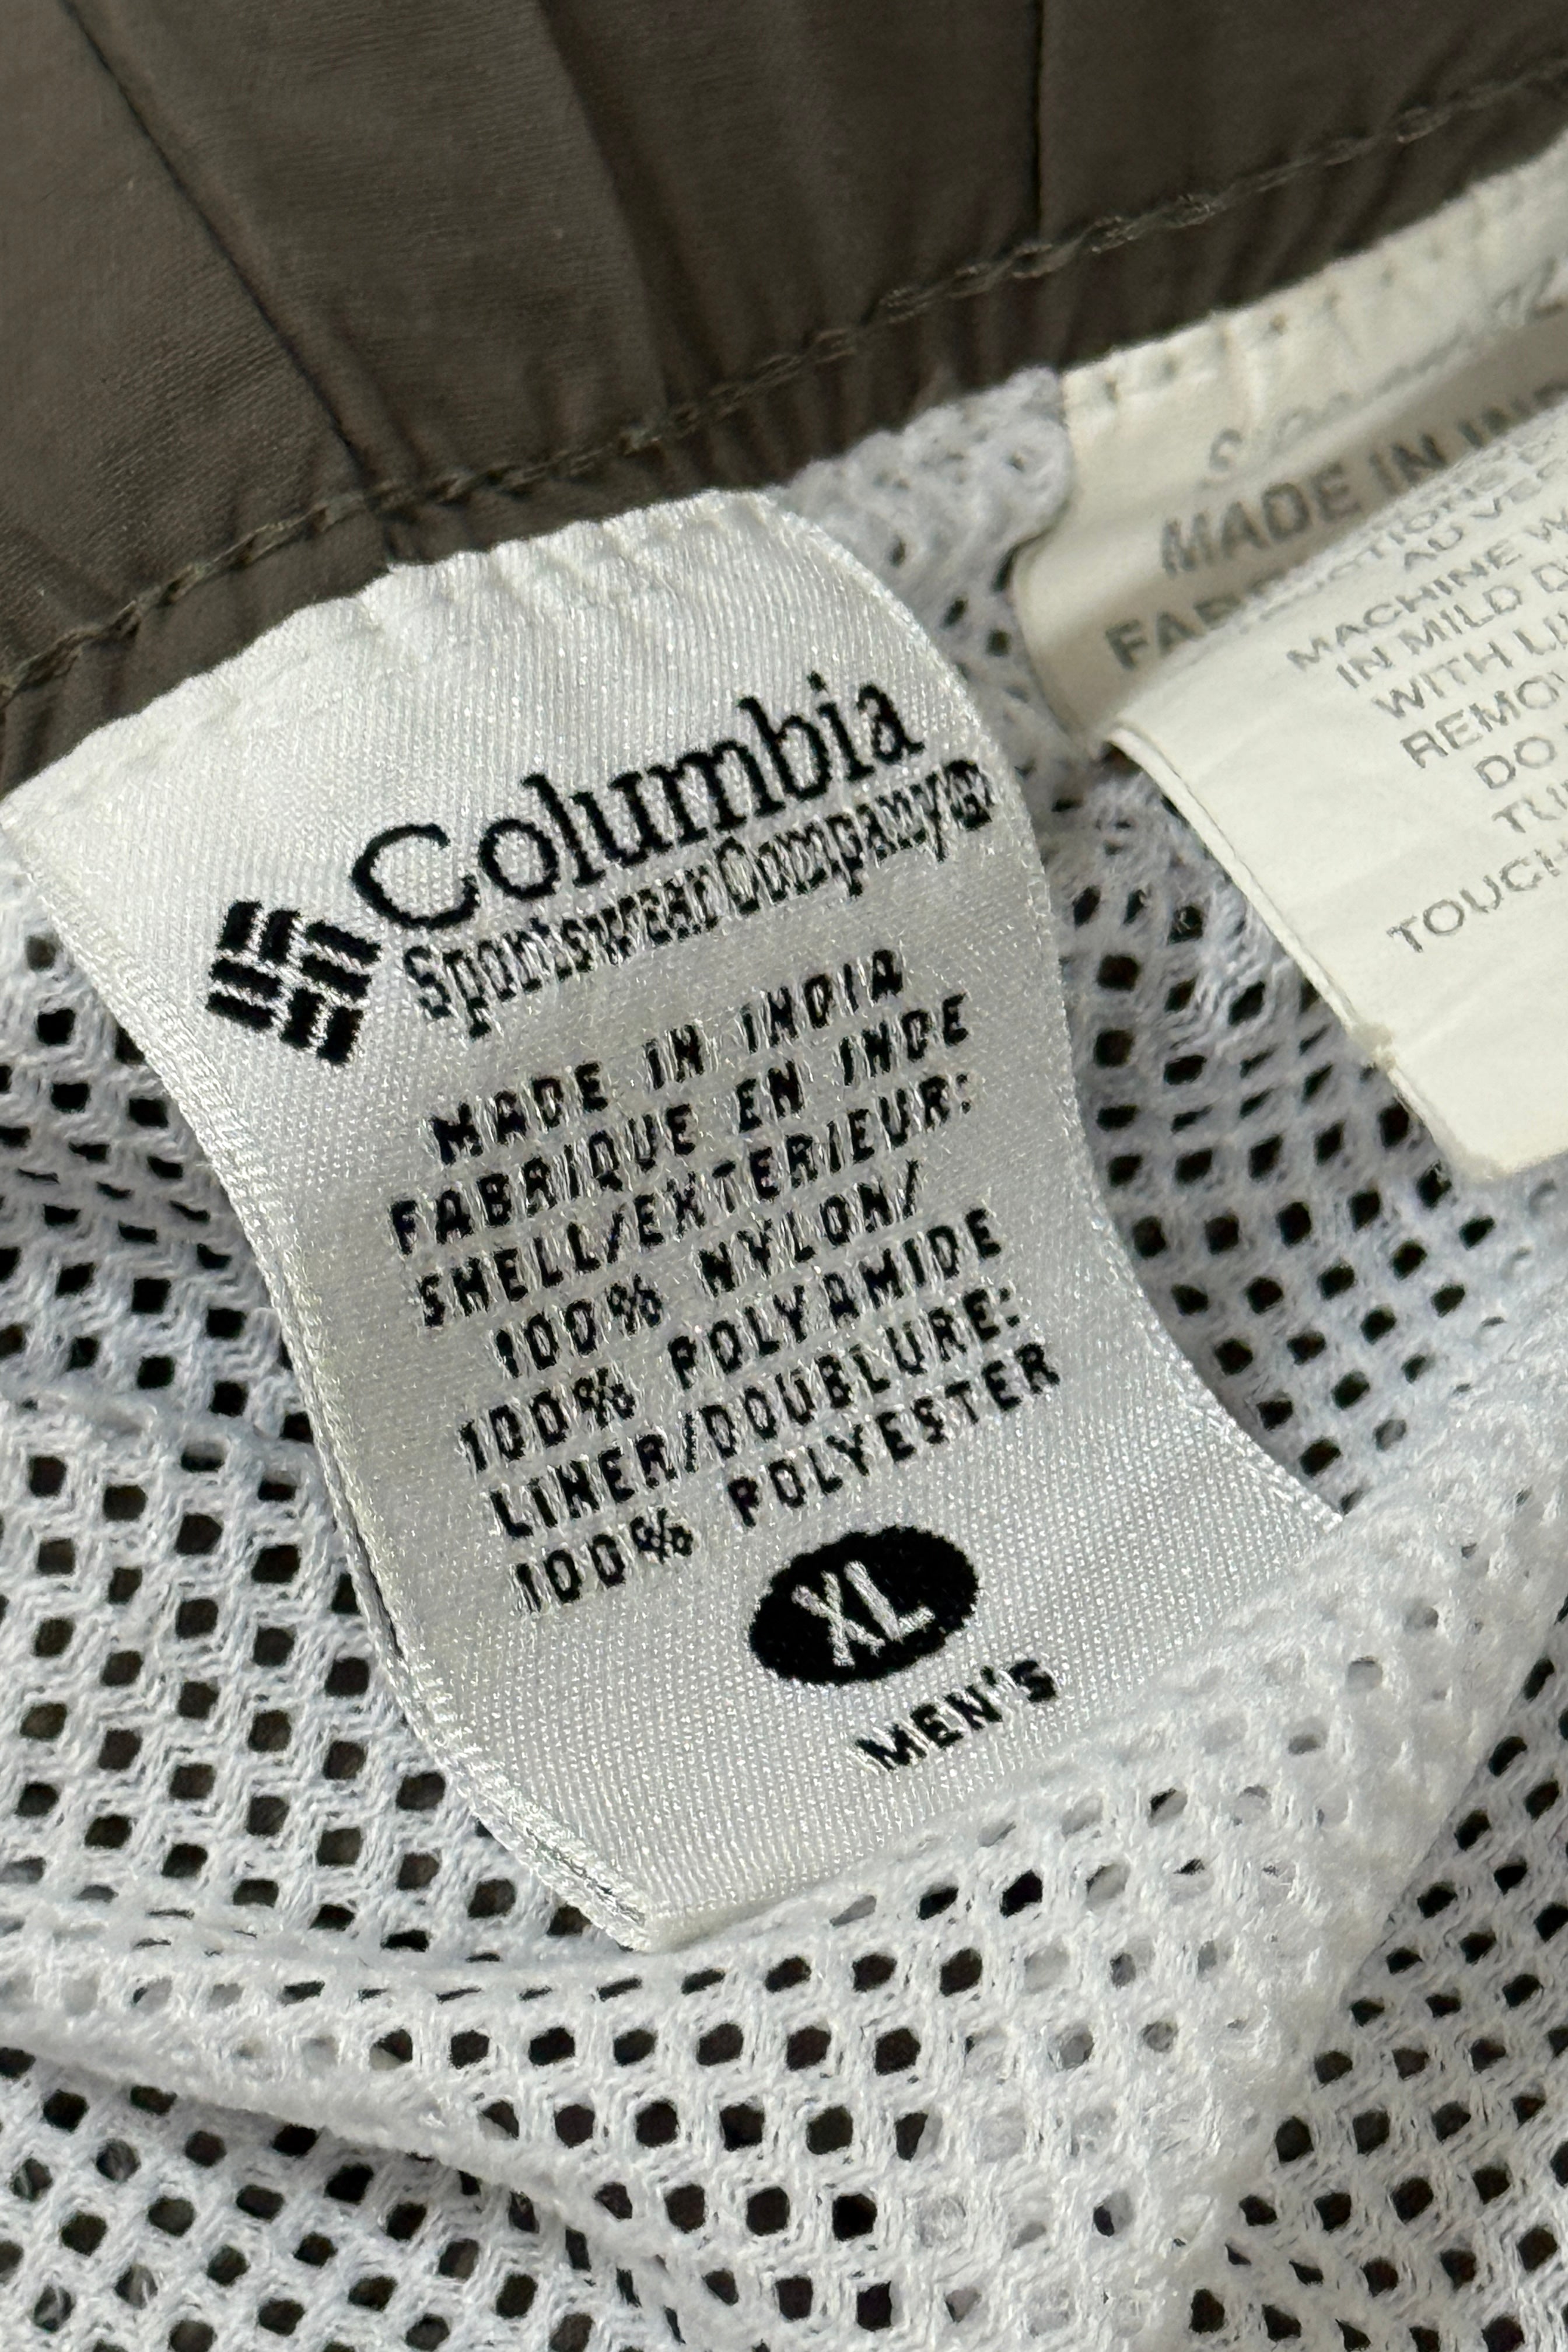 Columbia
Sportswear Company®
MADE IN INDIA
FABRIQUE EN INDE
SHELL/EXTERIEUR:
100% NYLON/
100% POLYAMIDE
LINER/DOUBLURE:
100% POLYESTER
XL
MEN'S
MADE IN
AU
MACHINE
IN MILD
WITH
DO
TOUCH